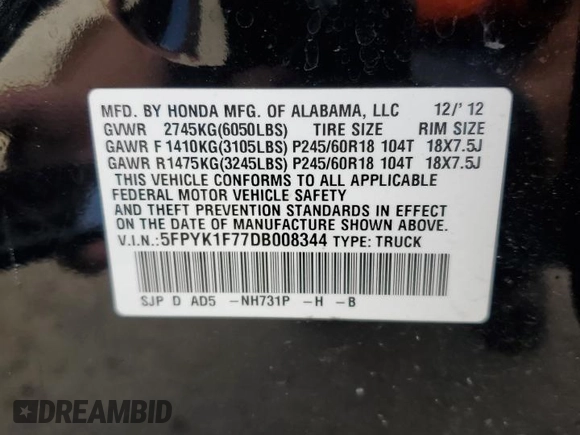 MFD. BY HONDA MFG. OF ALABAMA, LLC 12/'12
GVWR 2745KG(6050LBS) TIRE SIZE RIM SIZE
GAWR F 1410KG(3105LBS) P245/60R18 104T 18X7.5J
GAWR R1475KG(3245LBS) P245/60R18 104T 18X7.5J
THIS VEHICLE CONFORMS TO ALL APPLICABLE
FEDERAL MOTOR VEHICLE SAFETY
AND THEFT PREVENTION STANDARDS IN EFFECT
ON THE DATE OF MANUFACTURE SHOWN ABOVE.
V.I.N.:5FPYK1F77DB008344 TYPE: TRUCK
SJP D AD5 -NH731P -H -B
DREAMBID